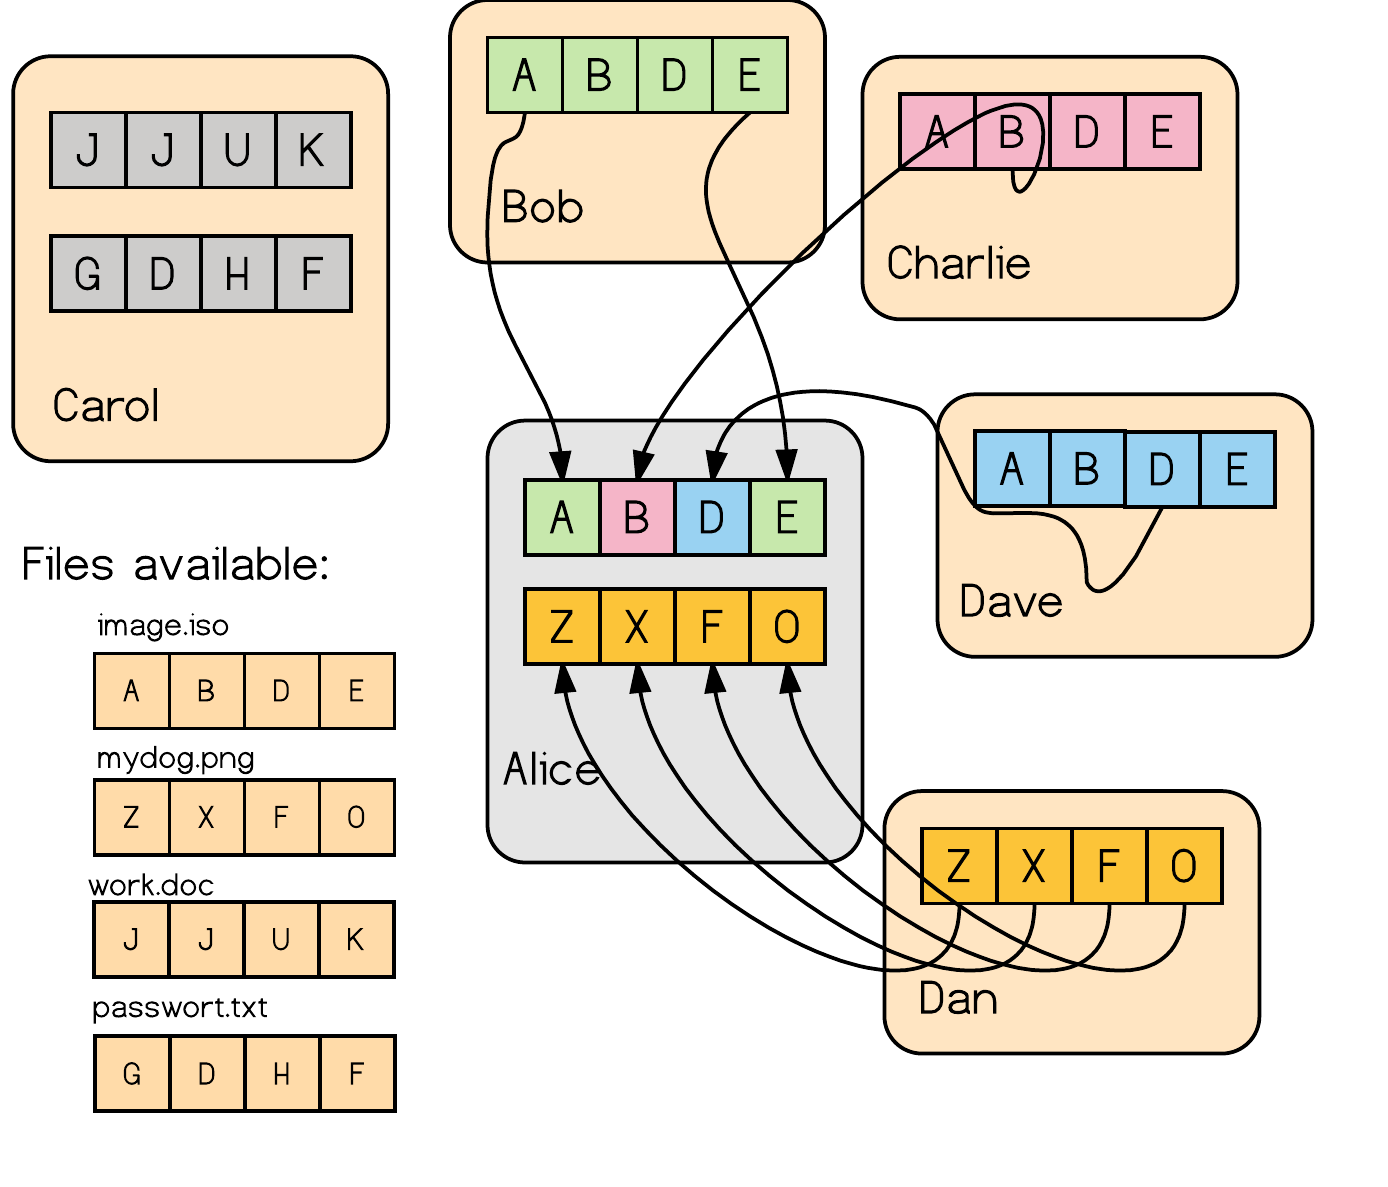 J J U K
G D H F
Carol
A B D E
Bob
A B D E
Charlie
A B D E
Z X F O
Alice
A B D E
Dave
Z X F O
Dan
Files available:
image.iso
A B D E
mydog.png
Z X F O
work.doc
J J U K
passwort.txt
G D H F